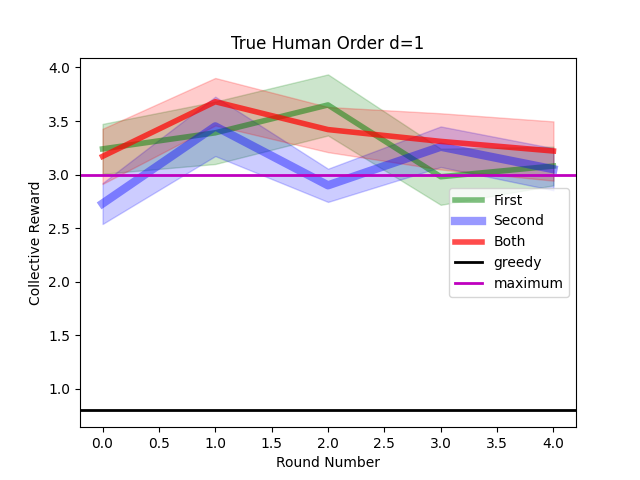 True Human Order d=1
Collective Reward
4.0
3.5
3.0
2.5
2.0
1.5
1.0
First
Second
Both
greedy
maximum
0.0 0.5 1.0 1.5 2.0 2.5 3.0 3.5 4.0
Round Number